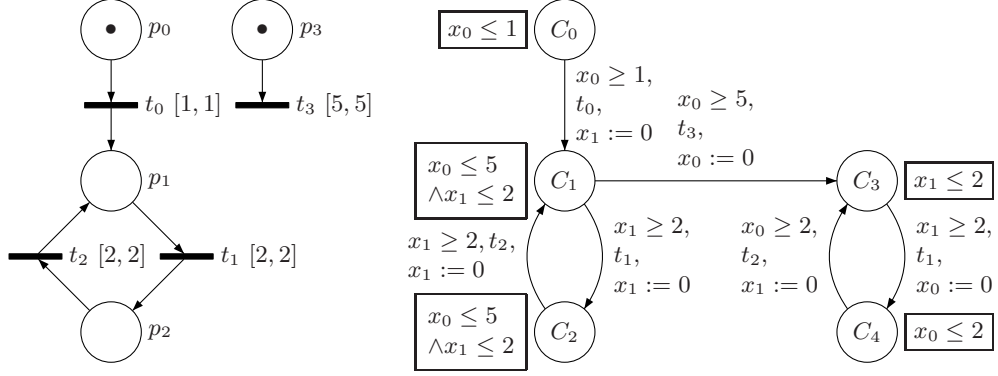 p₀
p₃
t₀ [1, 1]
t₃ [5, 5]
p₁
t₂ [2, 2]
t₁ [2, 2]
p₂
x₀ ≤ 1
C₀
x₀ ≥ 1,
t₀,
x₁ := 0
x₀ ≥ 5,
t₃,
x₀ := 0
x₀ ≤ 5
∧x₁ ≤ 2
C₁
C₃
x₁ ≤ 2
x₁ ≥ 2, t₂,
x₁ := 0
x₁ ≥ 2,
t₁,
x₁ := 0
x₀ ≥ 2,
t₂,
x₁ := 0
x₁ ≥ 2,
t₁,
x₀ := 0
x₀ ≤ 5
∧x₁ ≤ 2
C₂
C₄
x₀ ≤ 2